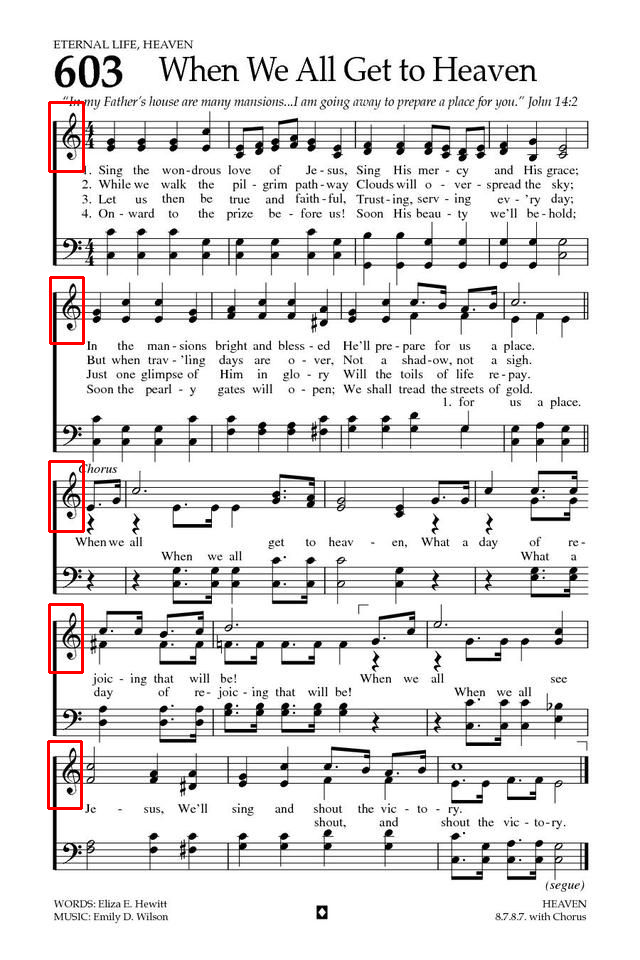 ETERNAL LIFE, HEAVEN
603 When We All Get to Heaven
"In my Father's house are many mansions...I am going away to prepare a place for you." John 14:2
1. Sing the won-drous love of Je-sus, Sing His mer-cy and His grace;
2. While we walk the pil-grim path-way Clouds will o-ver-spread the sky;
3. Let us then be true and faith-ful, Trust-ing, serv-ing ev-'ry day;
4. On-ward to the prize be-fore us! Soon His beau-ty we'll be-hold;
In the man-sions bright and bless-ed He'll pre-pare for us a place.
But when trav-'ling days are o-ver, Not a shad-ow, not a sigh.
Just one glimpse of Him in glo-ry Will the toils of life re-pay.
Soon the pearl-y gates will o-pen; We shall tread the streets of gold.
1. for us a place.
Chorus
When we all get to heav-en, What a day of re-
When we all What a
joic-ing that will be! When we all see
day of re-joic-ing that will be! When we all
Je-sus, We'll sing and shout the vic-to-ry.
shout, and shout the vic-to-ry.
(segue)
WORDS: Eliza E. Hewitt
MUSIC: Emily D. Wilson
HEAVEN
8.7.8.7. with Chorus